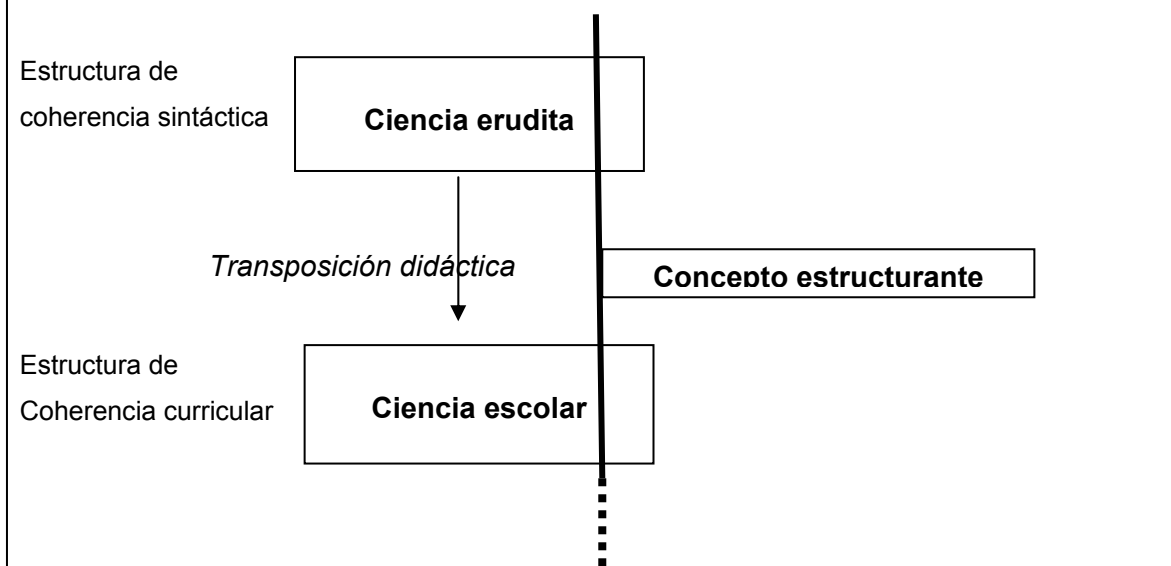 Estructura de
coherencia sintáctica
Ciencia erudita
Transposición didáctica
Concepto estructurante
Estructura de
Coherencia curricular
Ciencia escolar